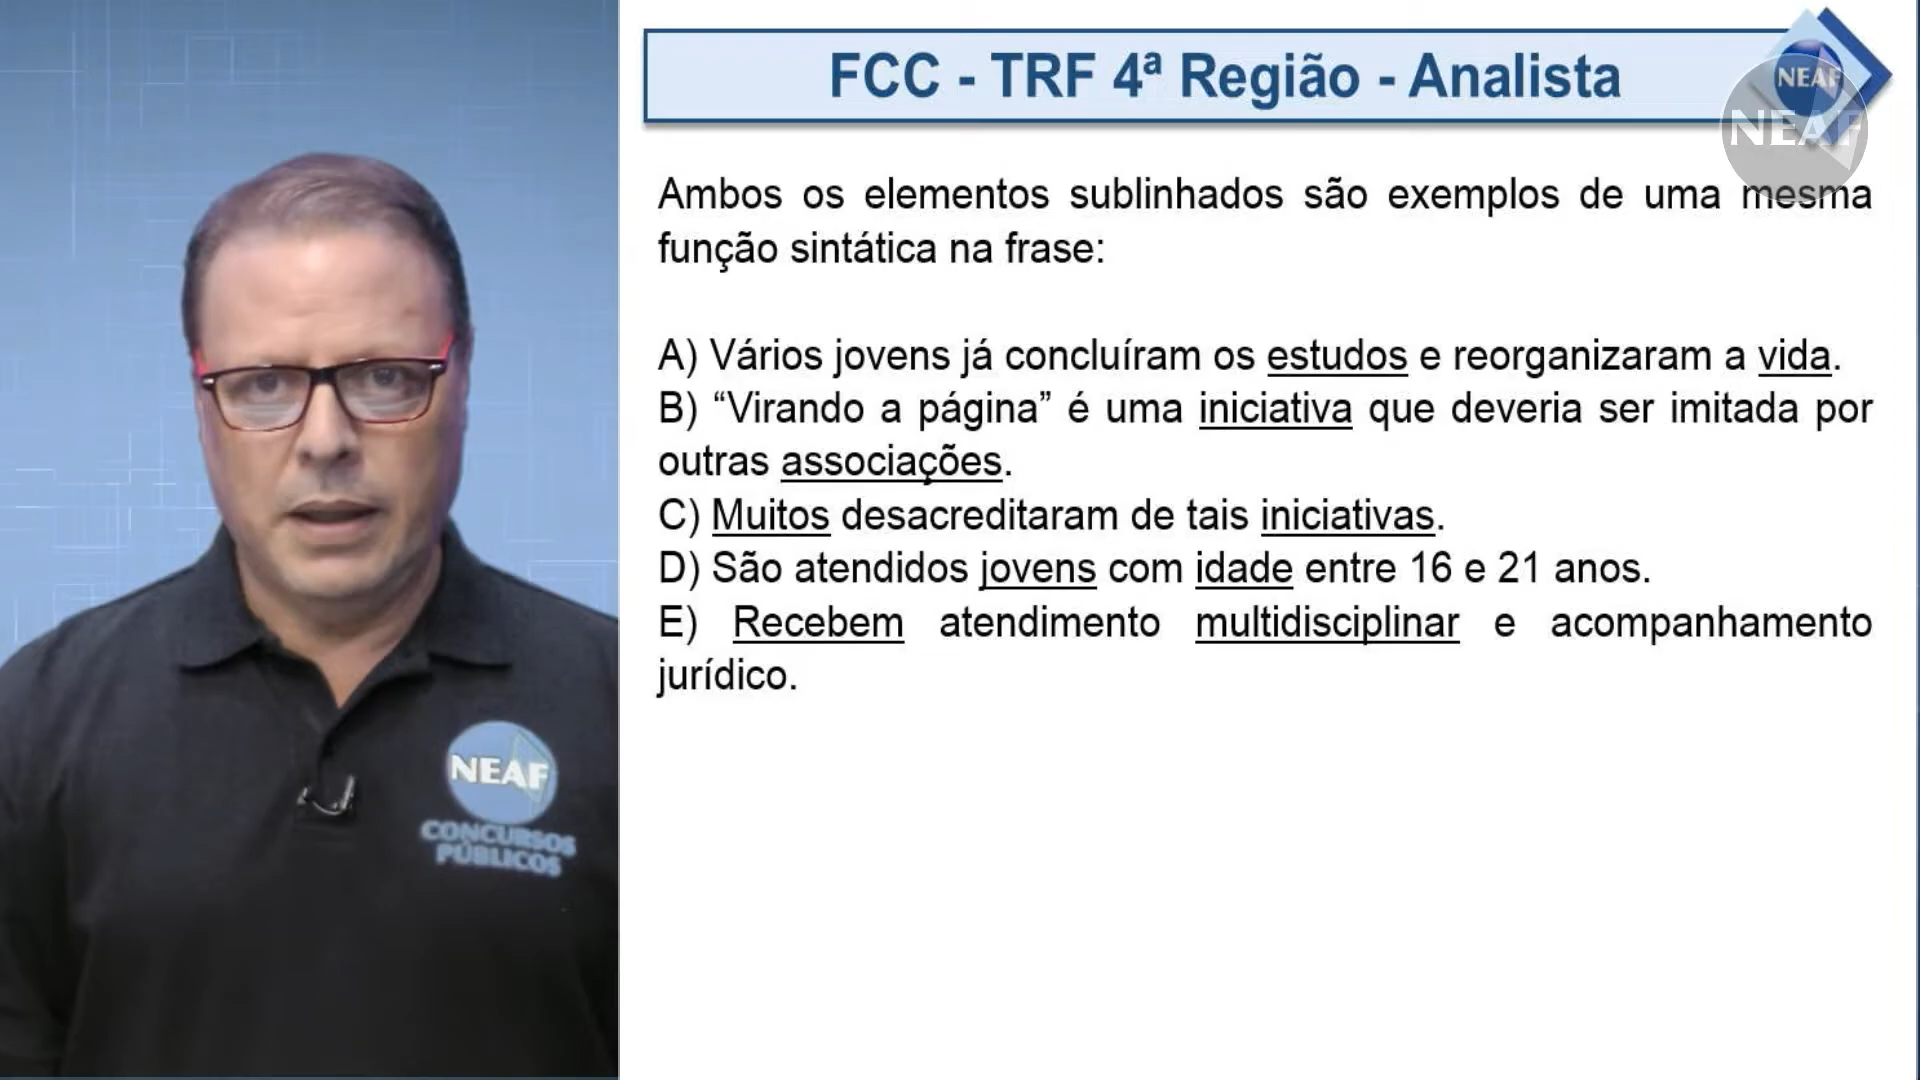 FCC - TRF 4ª Região - Analista
NEAF
NEAF
Ambos os elementos sublinhados são exemplos de uma mesma
função sintática na frase:
A) Vários jovens já concluíram os estudos e reorganizaram a vida.
B) “Virando a página” é uma iniciativa que deveria ser imitada por
outras associações.
C) Muitos desacreditaram de tais iniciativas.
D) São atendidos jovens com idade entre 16 e 21 anos.
E) Recebem atendimento multidisciplinar e acompanhamento
jurídico.
NEAF
CONCURSOS
PÚBLICOS